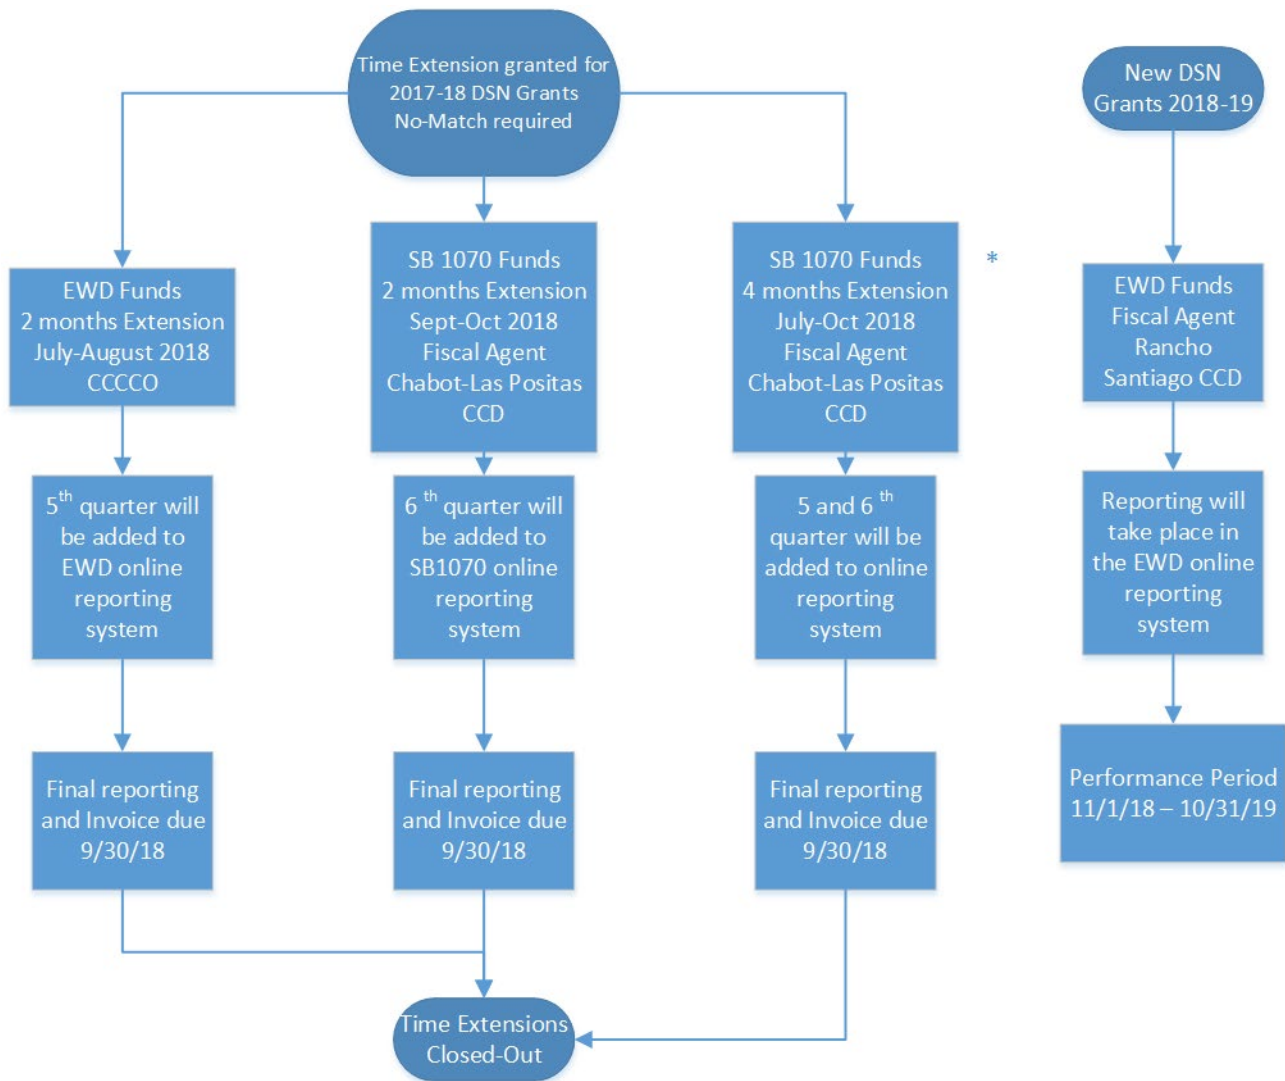 Time Extension granted for
2017-18 DSN Grants
No-Match required
New DSN
Grants 2018-19
EWD Funds
2 months Extension
July-August 2018
CCCCO
SB 1070 Funds
2 months Extension
Sept-Oct 2018
Fiscal Agent
Chabot-Las Positas
CCD
SB 1070 Funds
4 months Extension
July-Oct 2018
Fiscal Agent
Chabot-Las Positas
CCD
*
EWD Funds
Fiscal Agent
Rancho
Santiago CCD
5th quarter will
be added to
EWD online
reporting
system
6 th quarter will
be added to
SB1070 online
reporting
system
5 and 6 th
quarter will be
added to online
reporting
system
Reporting will
take place in
the EWD online
reporting
system
Final reporting
and Invoice due
9/30/18
Final reporting
and Invoice due
9/30/18
Final reporting
and Invoice due
9/30/18
Performance Period
11/1/18 – 10/31/19
Time Extensions
Closed-Out